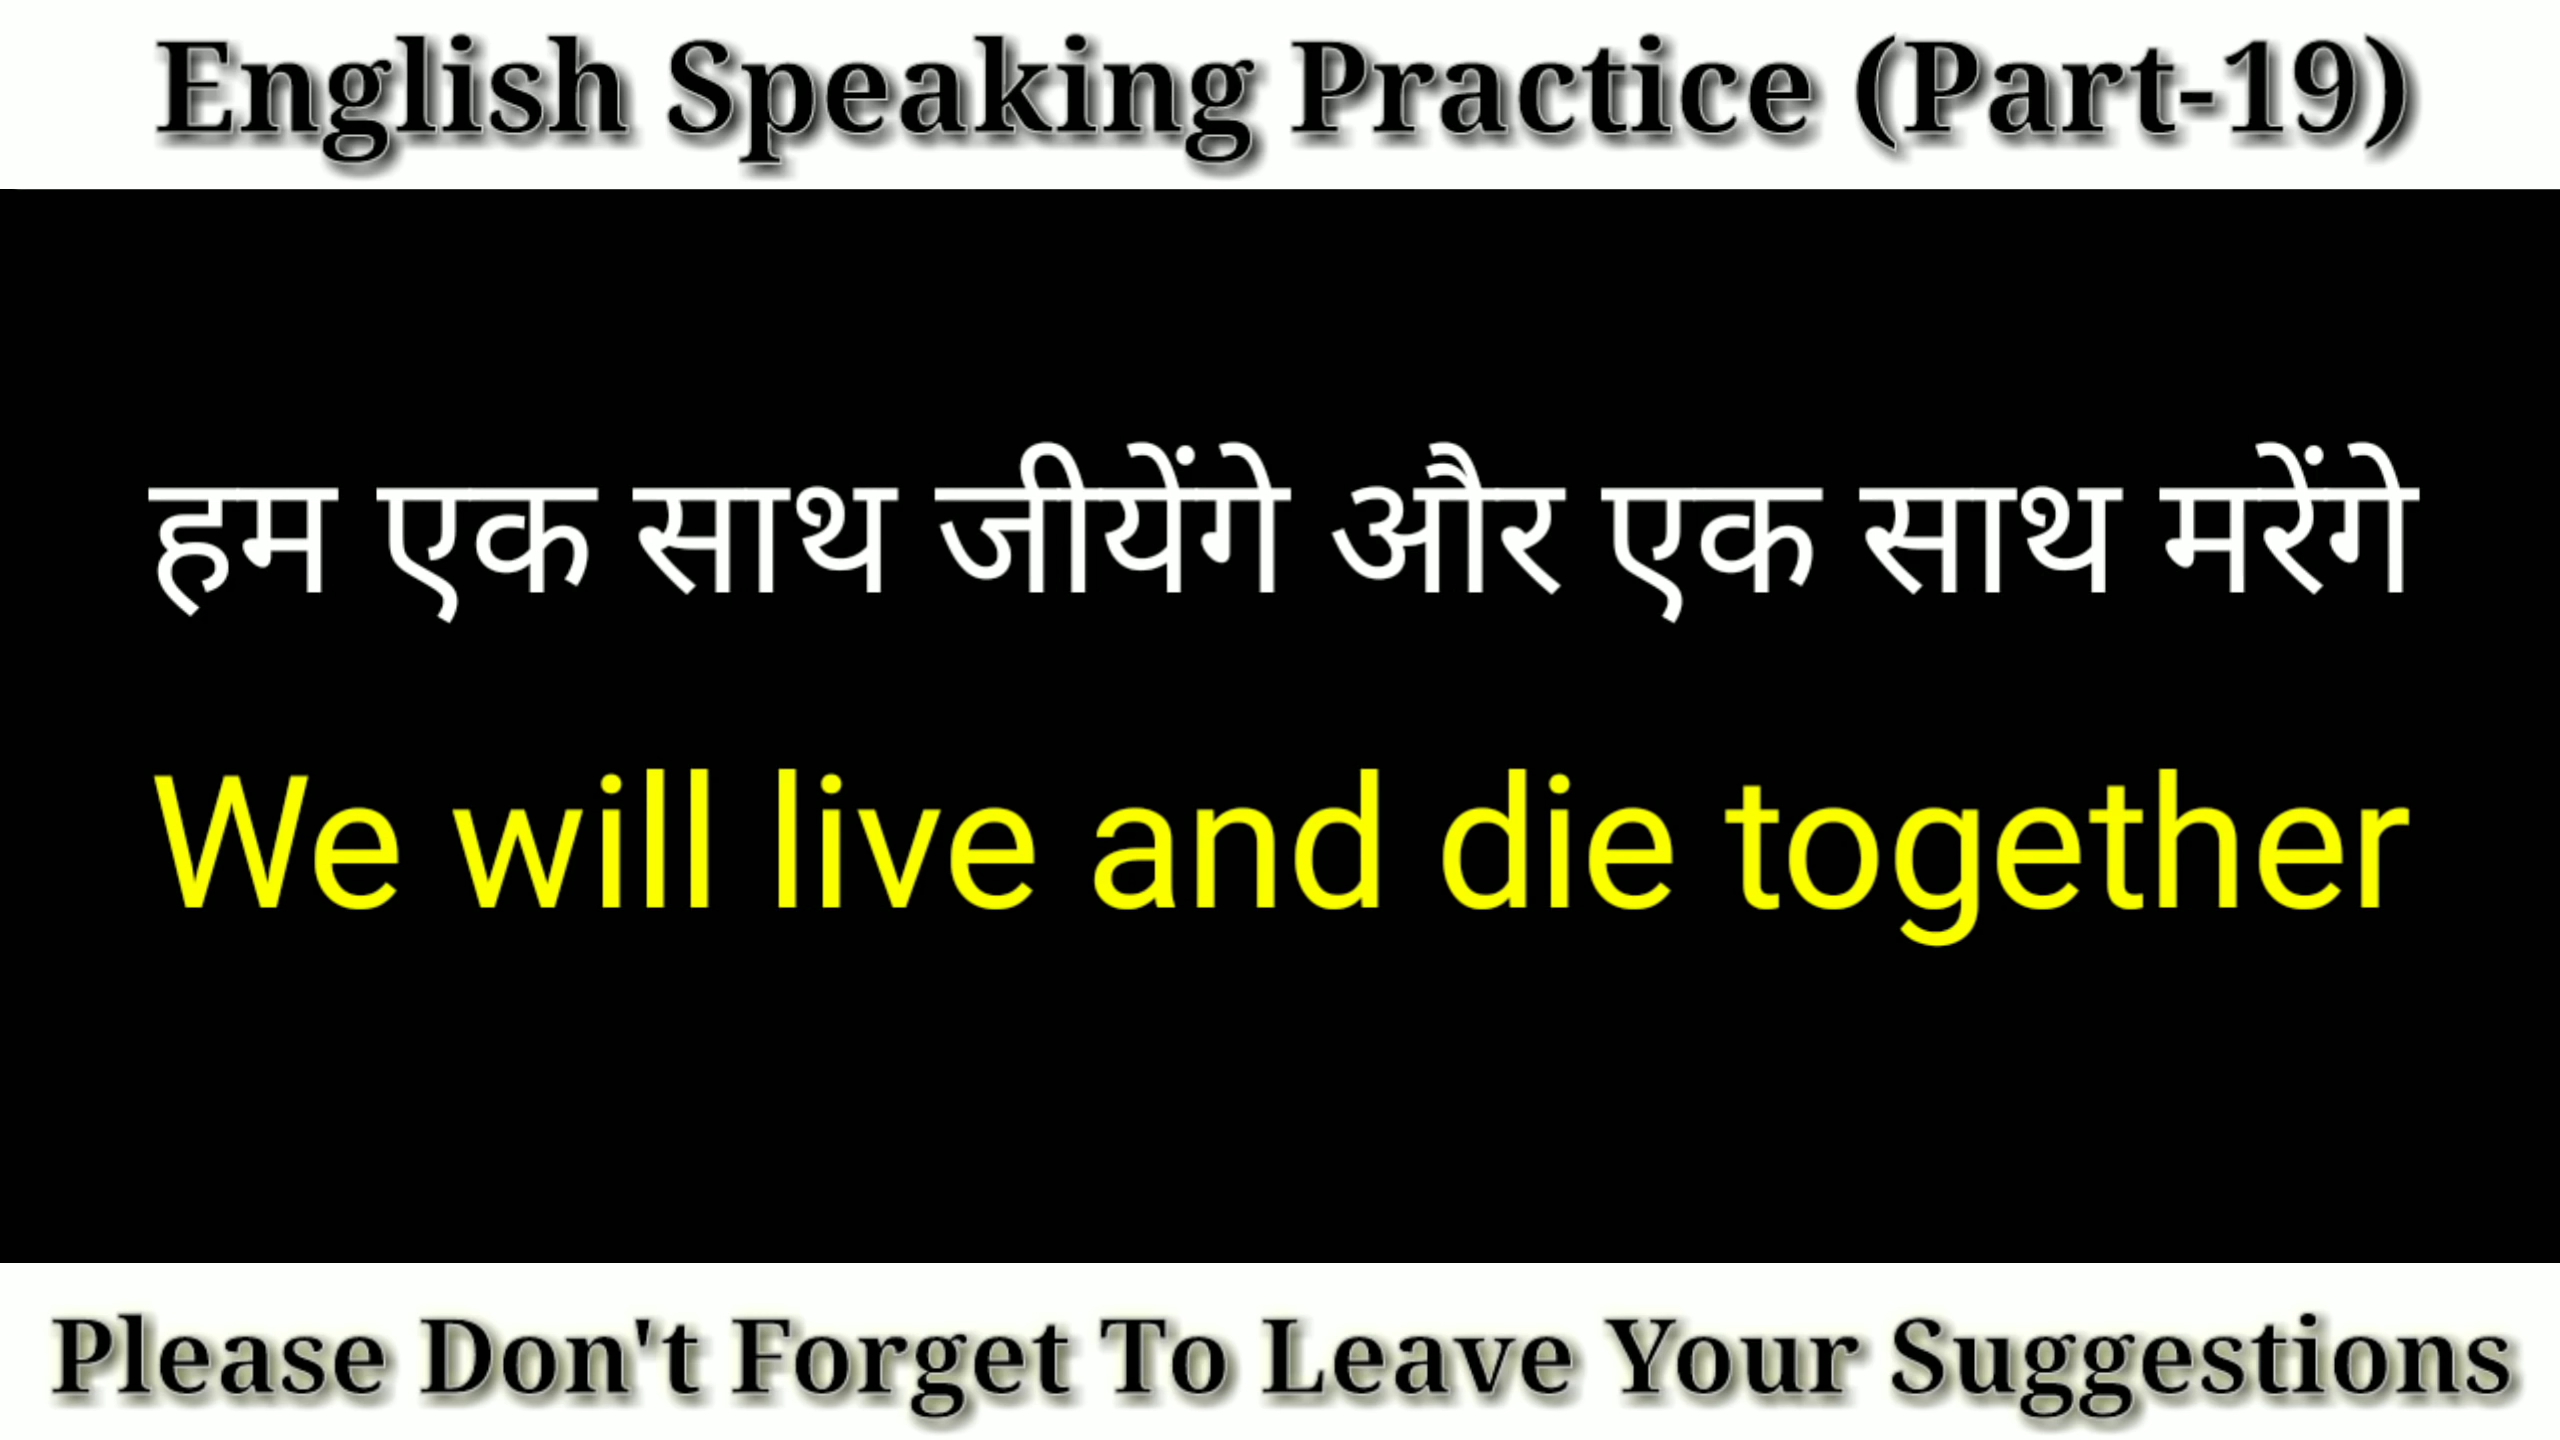 English Speaking Practice (Part-19)
हम एक साथ जीयेंगे और एक साथ मरेंगे
We will live and die together
Please Don't Forget To Leave Your Suggestions